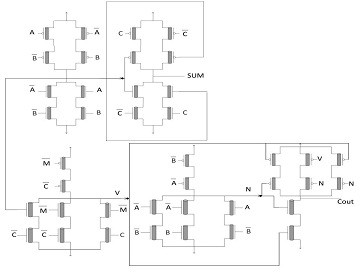 A A̅ C C̅
B̅ B
SUM
A̅ A
B̅ B C̅ C
M̅ B̅ V
C̅ A̅ N N
V N
M̅ M̅ M̅ A̅ A̅ A Cout
C̅ C̅ C B̅ B̅ B̅